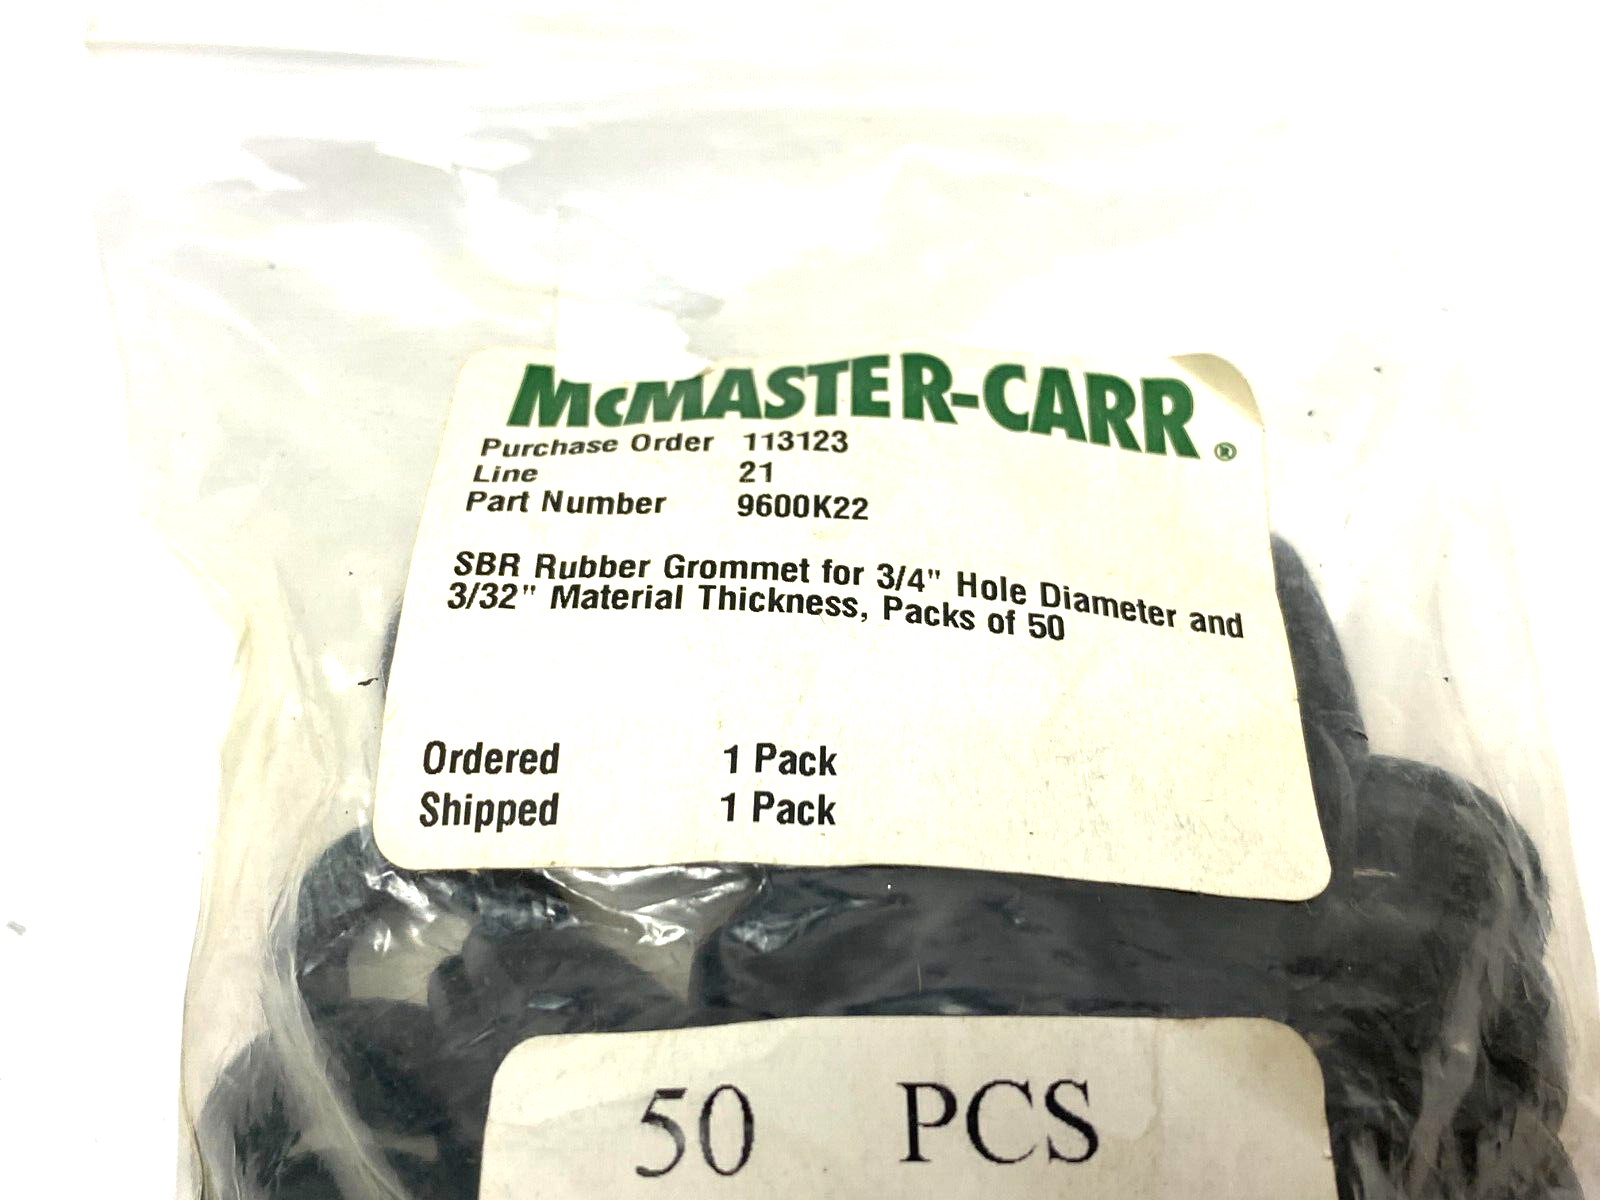 McMASTER-CARR®
Purchase Order 113123
Line 21
Part Number 9600K22
SBR Rubber Grommet for 3/4" Hole Diameter and
3/32" Material Thickness, Packs of 50
Ordered 1 Pack
Shipped 1 Pack
50 PCS